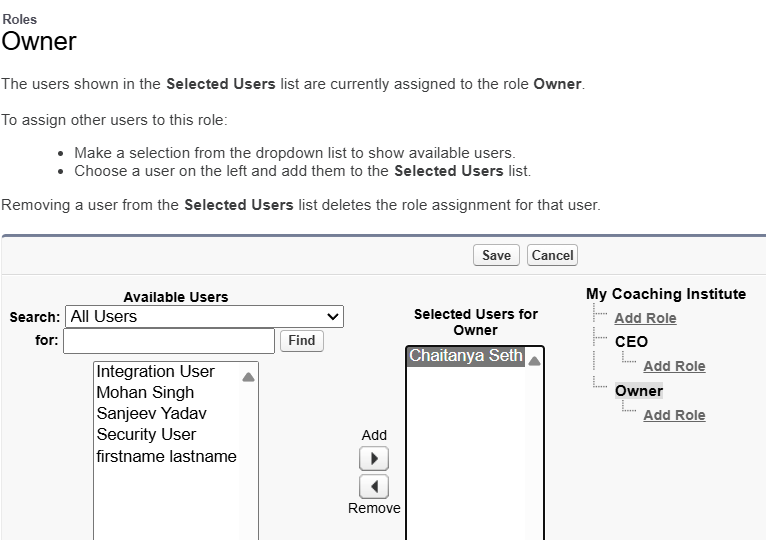 Roles
Owner
The users shown in the Selected Users list are currently assigned to the role Owner.
To assign other users to this role:
• Make a selection from the dropdown list to show available users.
• Choose a user on the left and add them to the Selected Users list.
Removing a user from the Selected Users list deletes the role assignment for that user.
Save Cancel
Available Users
Search: All Users
for: Find
Integration User
Mohan Singh
Sanjeev Yadav
Security User
firstname lastname
Add
Remove
Selected Users for
Owner
Chaitanya Seth
My Coaching Institute
Add Role
CEO
Add Role
Owner
Add Role